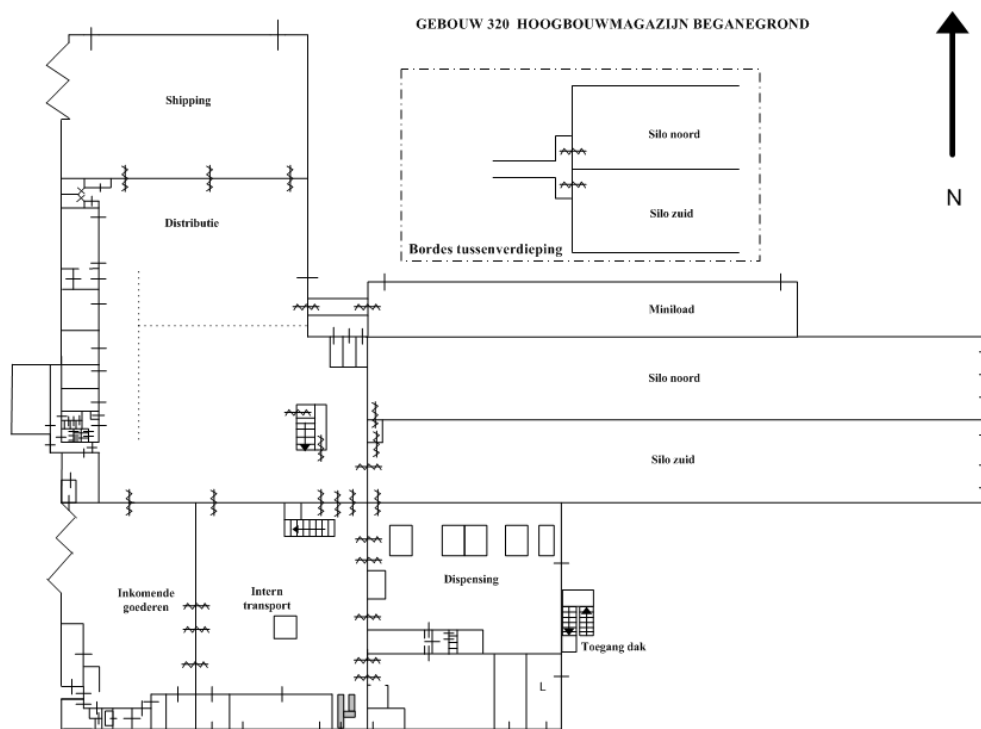 GEBOUW 320 HOOGBOUWMAGAZIJN BEGANEGROND
Shipping
Silo noord
N
Silo zuid
Distributie
Bordes tussenverdieping
Miniload
Silo noord
Silo zuid
Dispensing
Inkomende
goederen
Intern
transport
Toegang dak
L